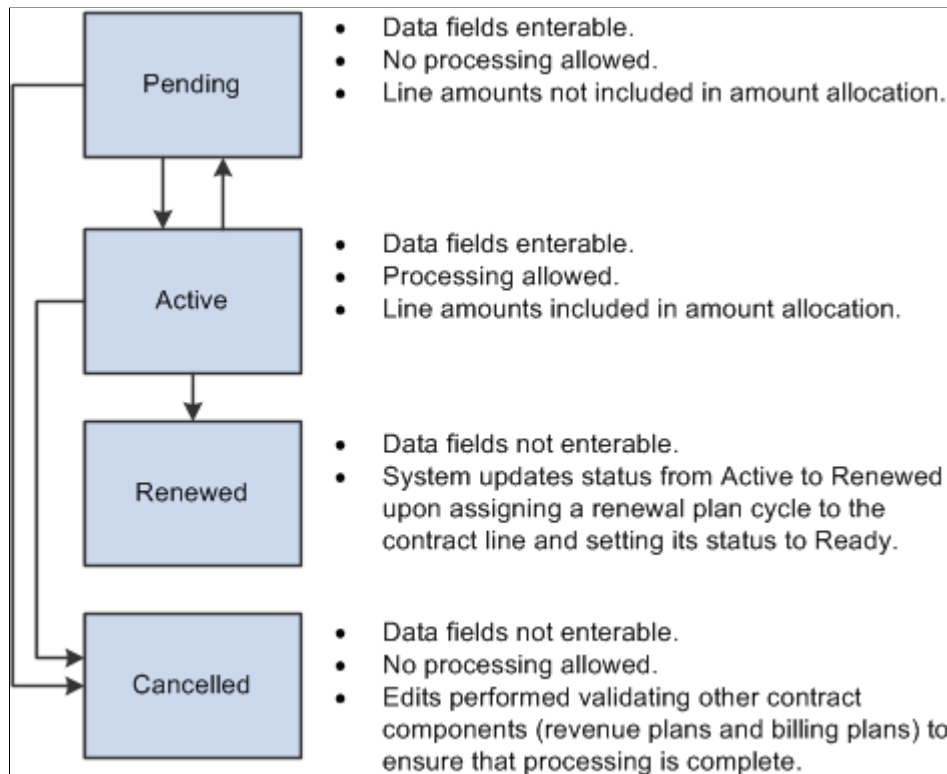 Pending
• Data fields enterable.
• No processing allowed.
• Line amounts not included in amount allocation.
Active
• Data fields enterable.
• Processing allowed.
• Line amounts included in amount allocation.
Renewed
• Data fields not enterable.
• System updates status from Active to Renewed
upon assigning a renewal plan cycle to the
contract line and setting its status to Ready.
Cancelled
• Data fields not enterable.
• No processing allowed.
• Edits performed validating other contract
components (revenue plans and billing plans) to
ensure that processing is complete.